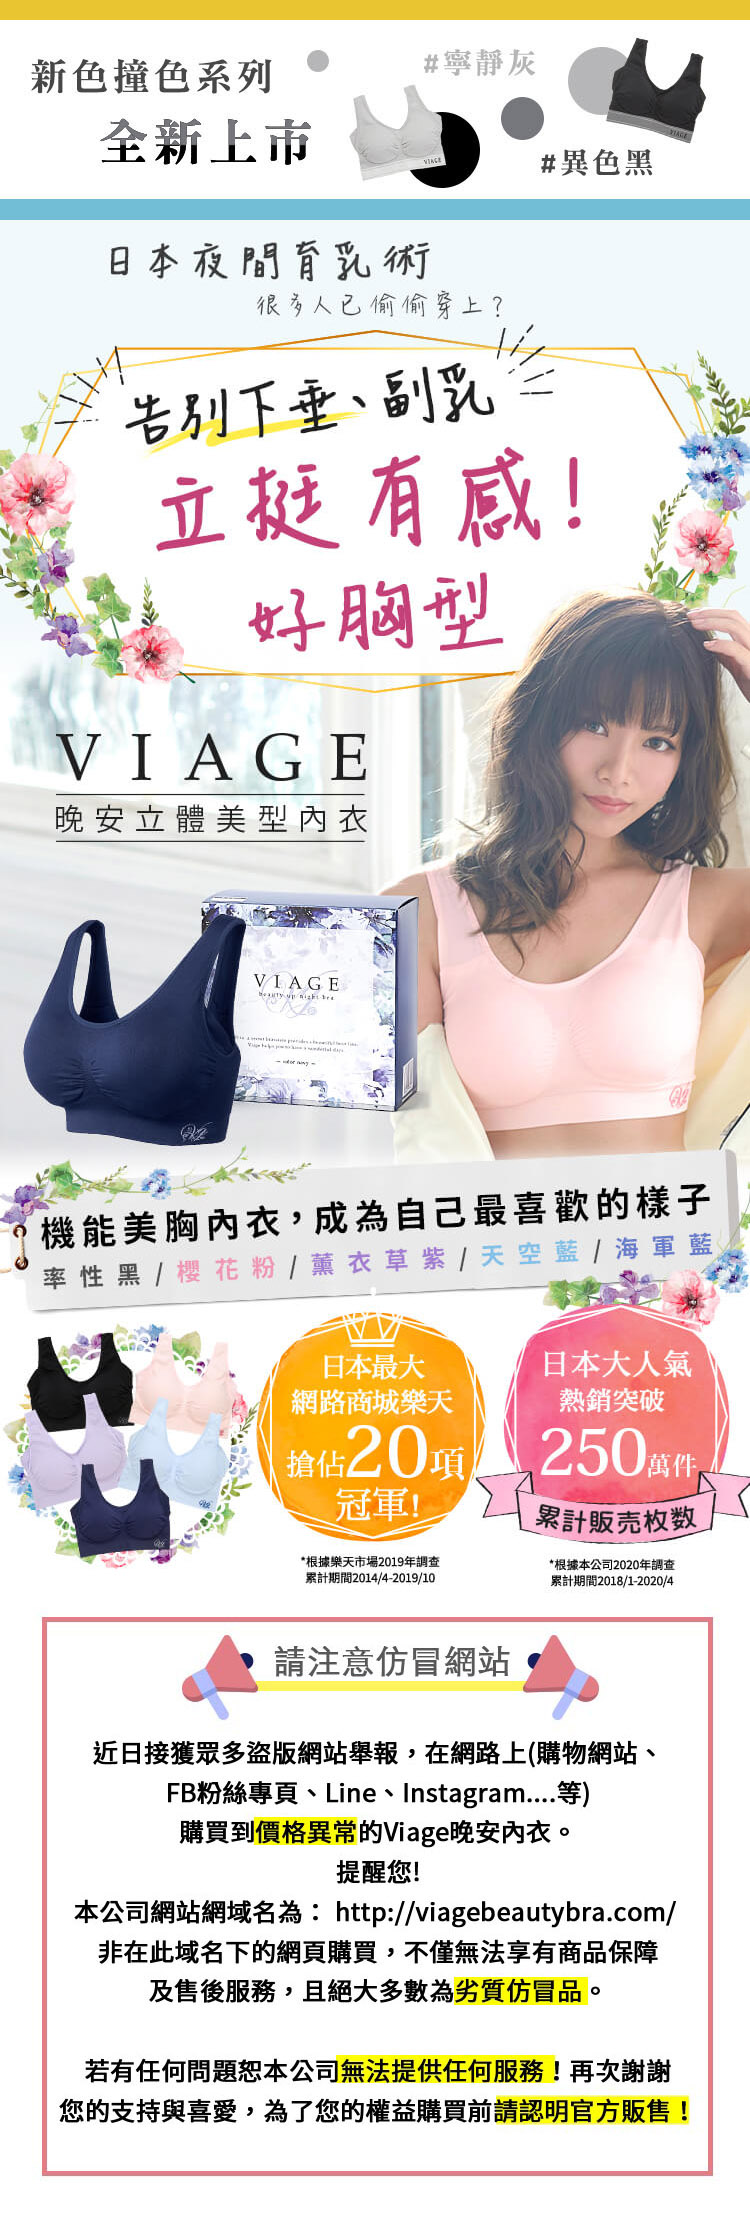 新色撞色系列
全新上市
#寧靜灰
VIAGE
VIAGE
#異色黑
日本夜間育乳術
很多人已偷偷穿上?
告別下垂、副乳
立挺有感!
好胸型
VIAGE
晚安立體美型內衣
VIAGE
beauty up night bra
機能美胸內衣，成為自己最喜歡的樣子
率性黑/櫻花粉/薰衣草紫/天空藍/海軍藍
日本最大
網路商城樂天
搶佔20項
冠軍!
*根據樂天市場2019年調查
累計期間2014/4-2019/10
日本大人氣
熱銷突破
250萬件
累計販売枚数
*根據本公司2020年調查
累計期間2018/1-2020/4
請注意仿冒網站
近日接獲眾多盜版網站舉報，在網路上(購物網站、
FB粉絲專頁、Line、Instagram....等)
購買到價格異常的Viage晚安內衣。
提醒您!
本公司網站網域名為： http://viagebeautybra.com/
非在此域名下的網頁購買，不僅無法享有商品保障
及售後服務，且絕大多數為劣質仿冒品。
若有任何問題恕本公司無法提供任何服務！再次謝謝
您的支持與喜愛，為了您的權益購買前請認明官方販售！